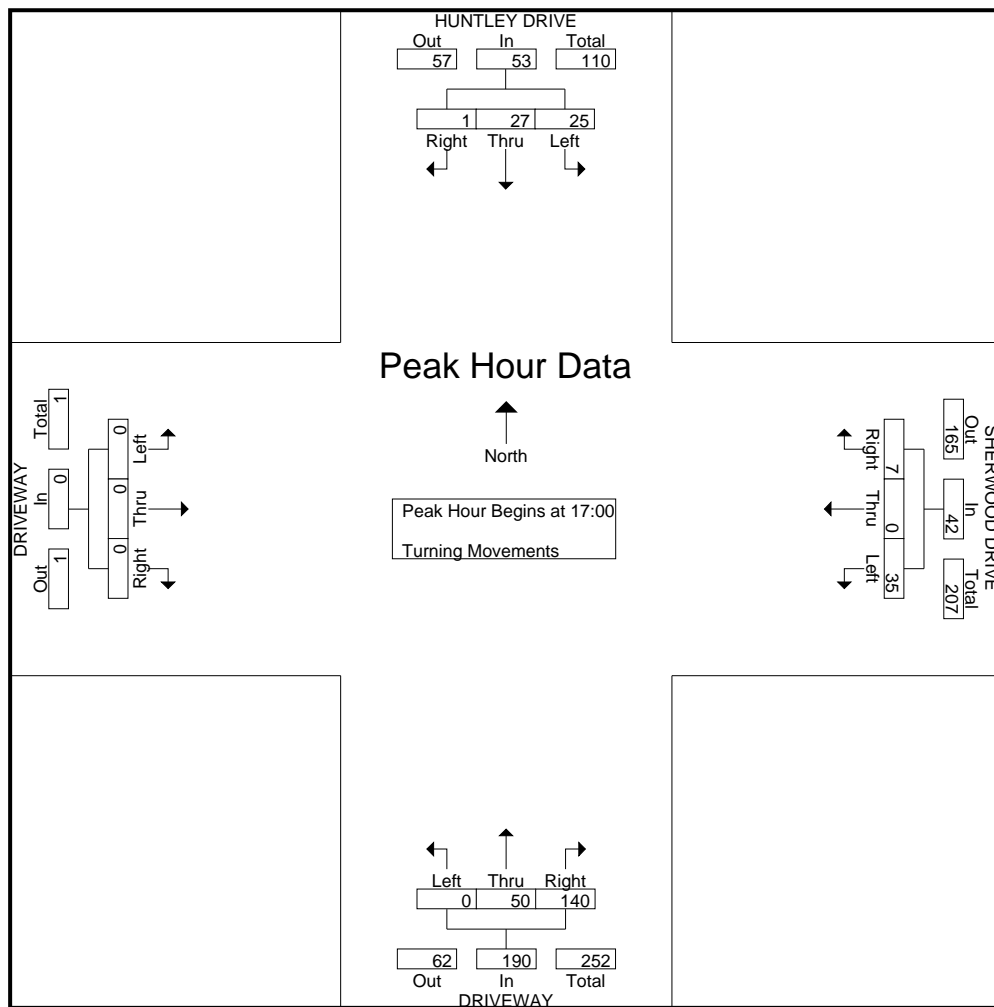 HUNTLEY DRIVE
Out In Total
57 53 110
1 27 25
Right Thru Left
Peak Hour Data
North
Peak Hour Begins at 17:00
Turning Movements
DRIVEWAY
Total In Out
1 0 1
0 0 0
Left Thru Right
SHERWOOD DRIVE
Out In Total
165 42 207
7 0 35
Right Thru Left
Left Thru Right
0 50 140
62 190 252
Out In Total
DRIVEWAY